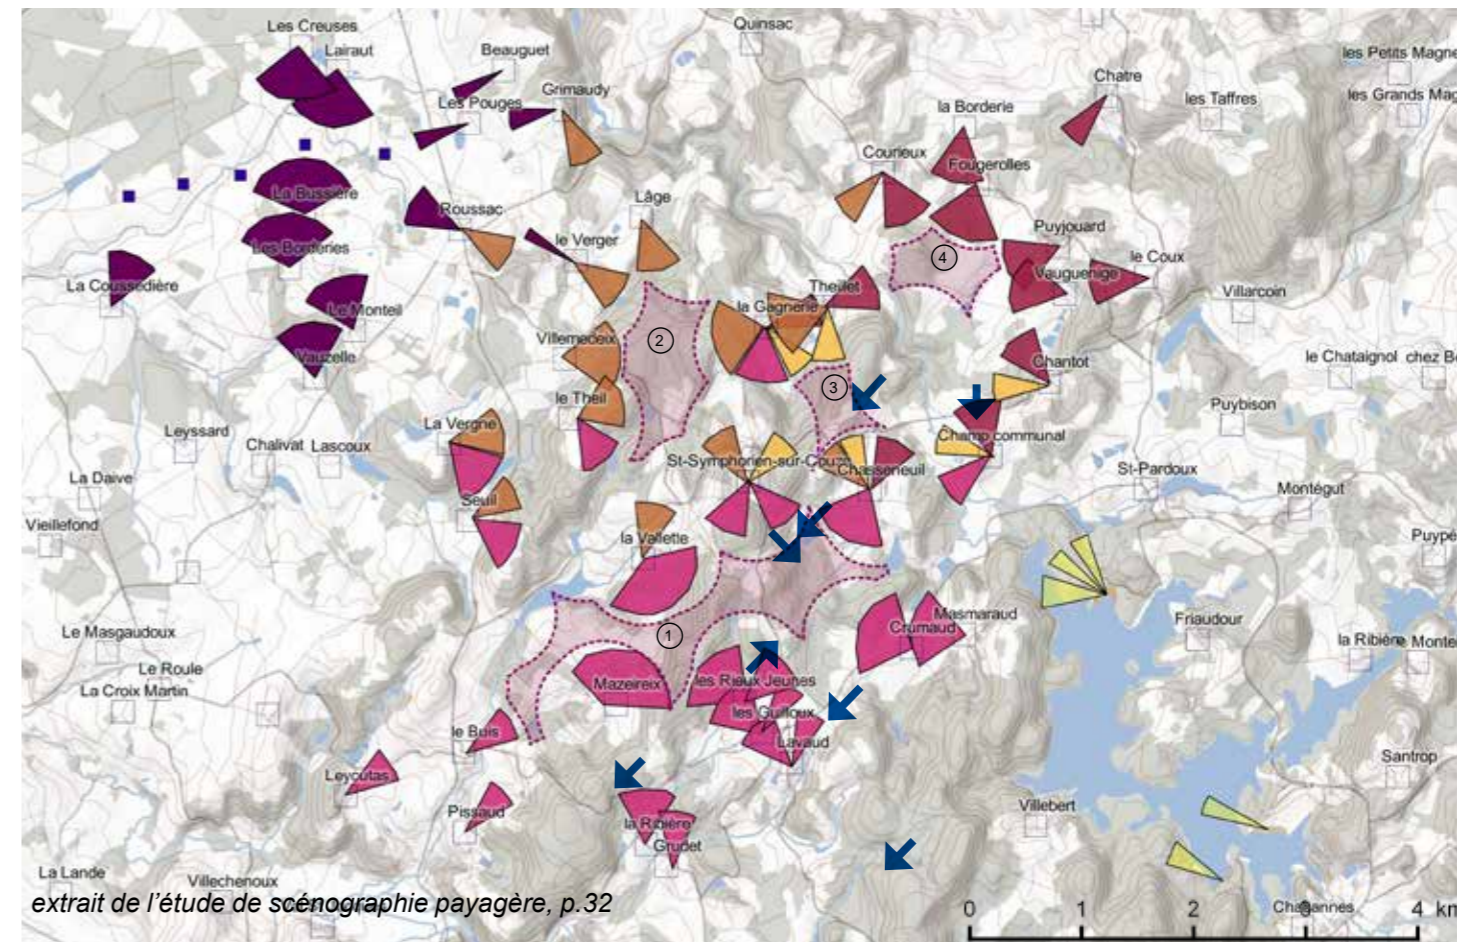 Quinsac
Les Creuses
Lairaut
Beauguet
les Petits Magne
Chatre
Grimaudy
les Taffres
les Grands Mag
Les Pouges
la Borderie
Courieux
Fougerolles
La Bussière
Lâge
Roussac
le Verger
Puyjouard
Les Borderies
le Coux
4
Vauguenige
La Coussedière
Theillet
Villarcoin
Le Monteil
la Gagnerie
2
Villemeceix
Vauzelle
Chantot
le Chataignol
chez B
3
le Theil
Puybison
La Vergne
Leyssard
Chalivat
Lascoux
Champ communal
St-Symphorien-sur-Couze
Chasseneuil
St-Pardoux
La Daive
Montégut
Seuil
Vieillefond
la Vallette
Puypé
Masmaraud
Friaudour
Crumaud
Le Masgaudoux
1
la Ribière
Monte
Le Roule
Mazeireix
les Rieux Jeunes
La Croix Martin
les Guilloux
le Buis
Lavaud
Santrop
Leycutas
Pissaud
Villebert
la Ribière
Grudet
La Lande
Villechenoux
extrait de l'étude de scénographie payagère, p.32
Chabannes
0 1 2 3 4 km